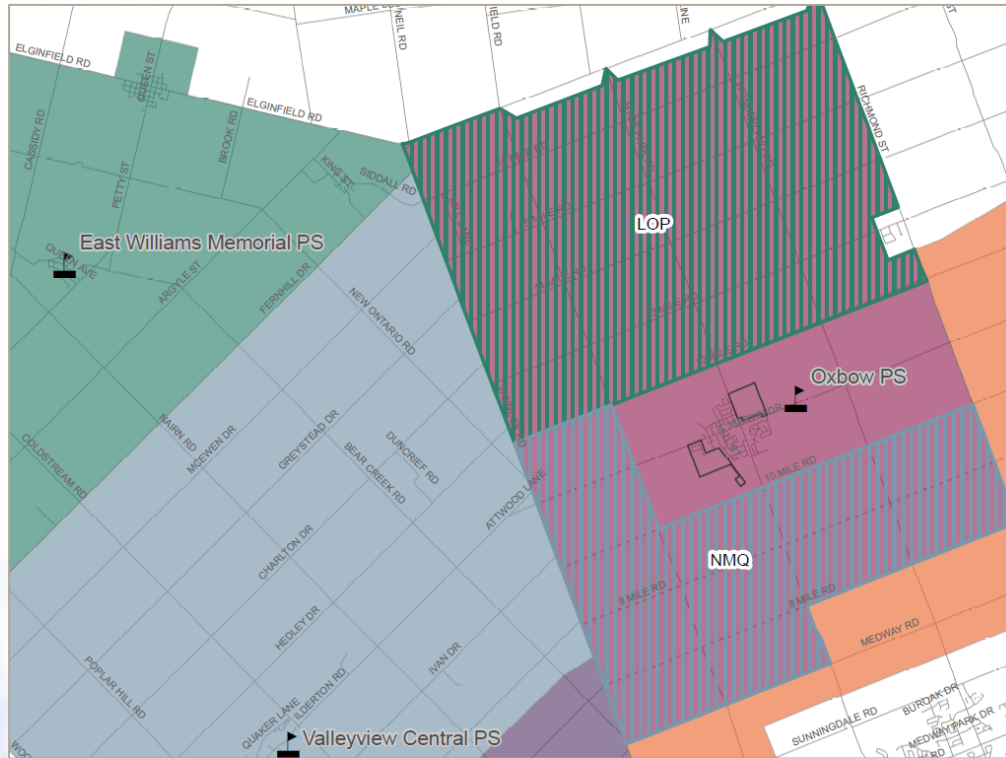 MAPLE
NEIL RD
ELGINFIELD RD
QUEEN ST
CASSIDY RD
ELGINFIELD RD
BROOK RD
PETTY ST
KING ST
SIDDALL RD
RICHMOND ST
LOP
East Williams Memorial PS
QUEEN AVE
ARGYLE ST
FERNHILL DR
NEW ONTARIO RD
12 MILE RD
Oxbow PS
NAIRN RD
MCEWEN DR
GREYSTEAD DR
DUNCRIEF RD
BEAR CREEK RD
COLDSTREAM RD
ATTWOOD LANE
10 MILE RD
CHARLTON DR
NMQ
9 MILE RD
8 MILE RD
HEDLEY DR
MEDWAY RD
IVAN DR
POPLAR HILL RD
ILDERTON RD
QUAKER LANE
Valleyview Central PS
SUNNINGDALE RD
BURDAK DR
MEDWAY PARK DR